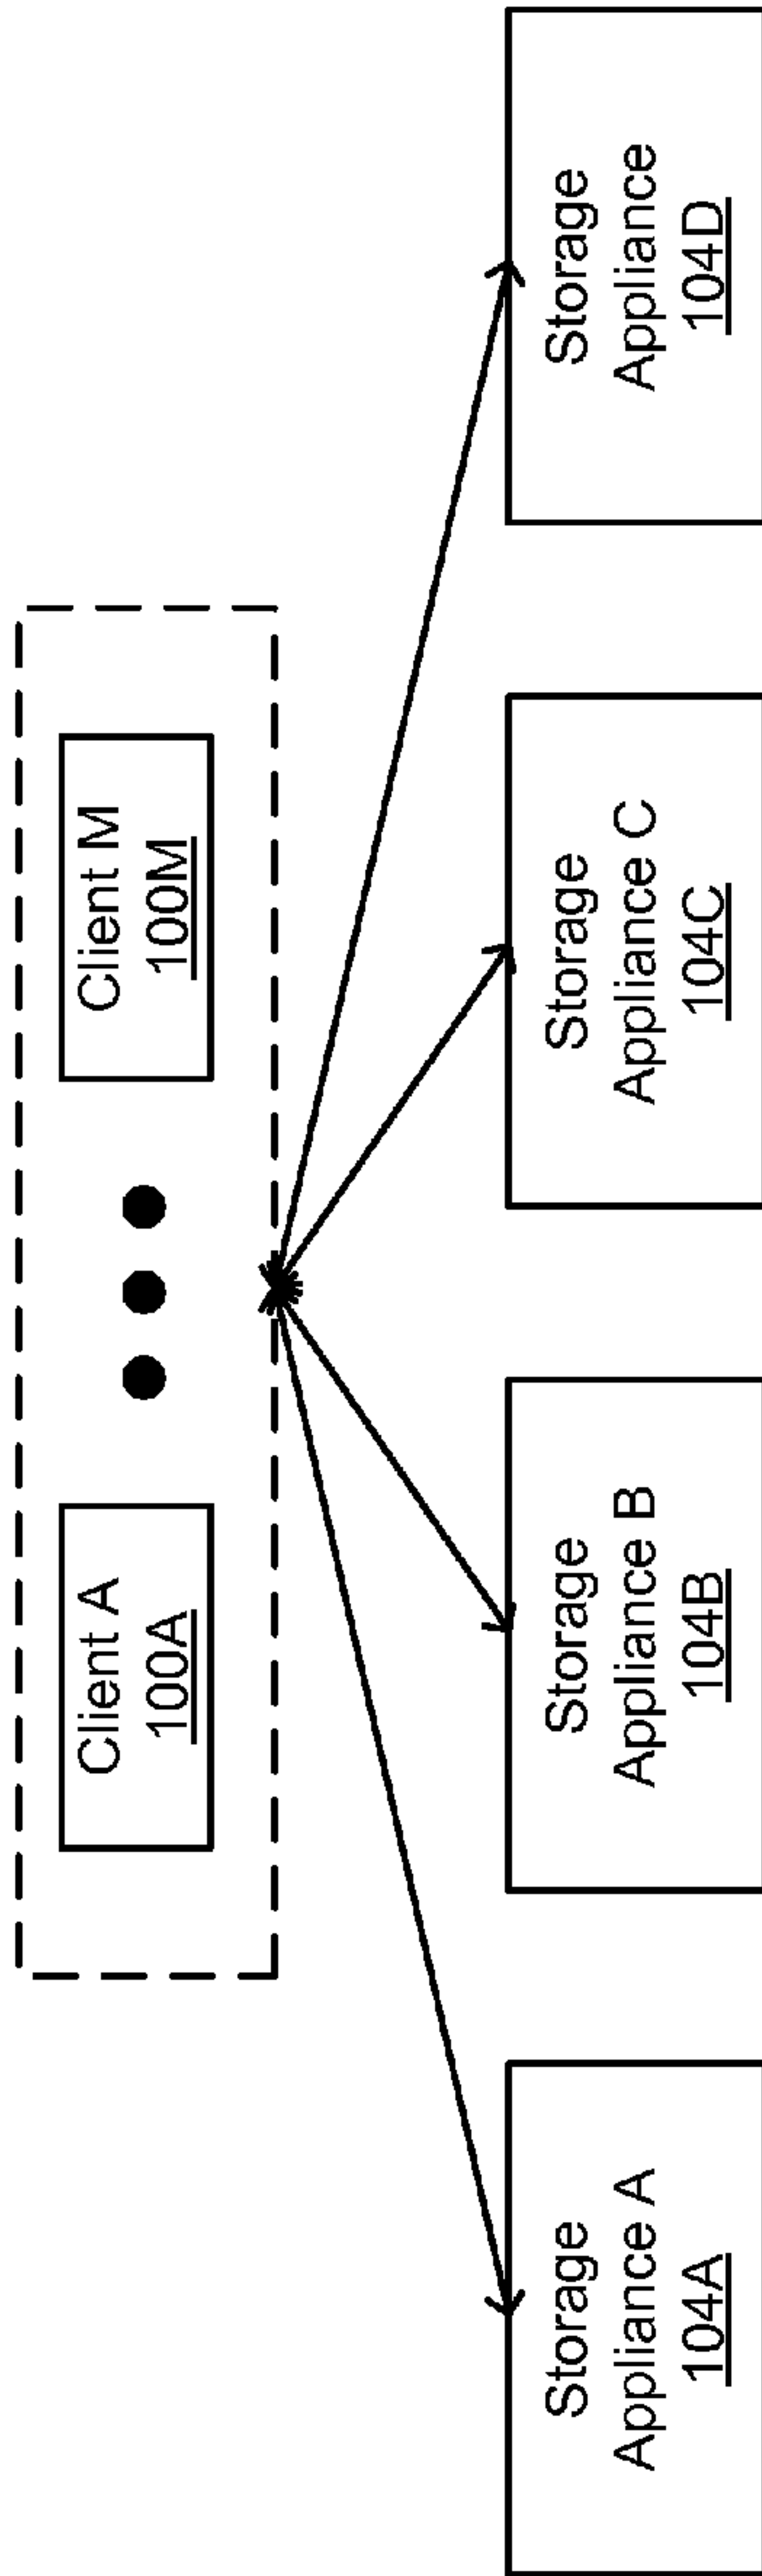 Client A
100A
Client M
100M
Storage
Appliance A
104A
Storage
Appliance B
104B
Storage
Appliance C
104C
Storage
Appliance
104D